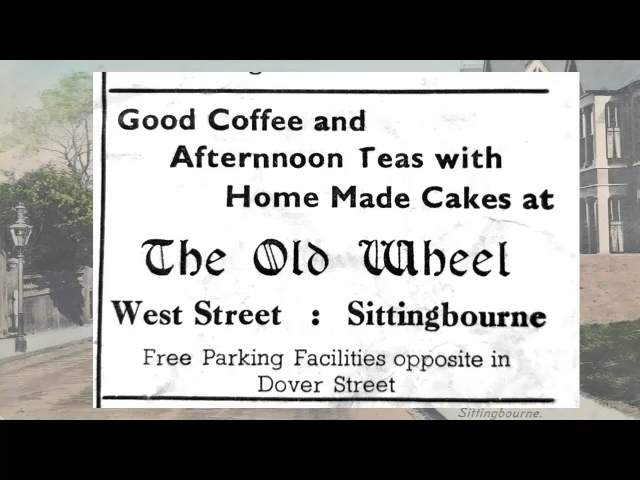 Good Coffee and
Afternnoon Teas with
Home Made Cakes at
The Old Wheel
West Street : Sittingbourne
Free Parking Facilities opposite in
Dover Street
Sittingbourne.